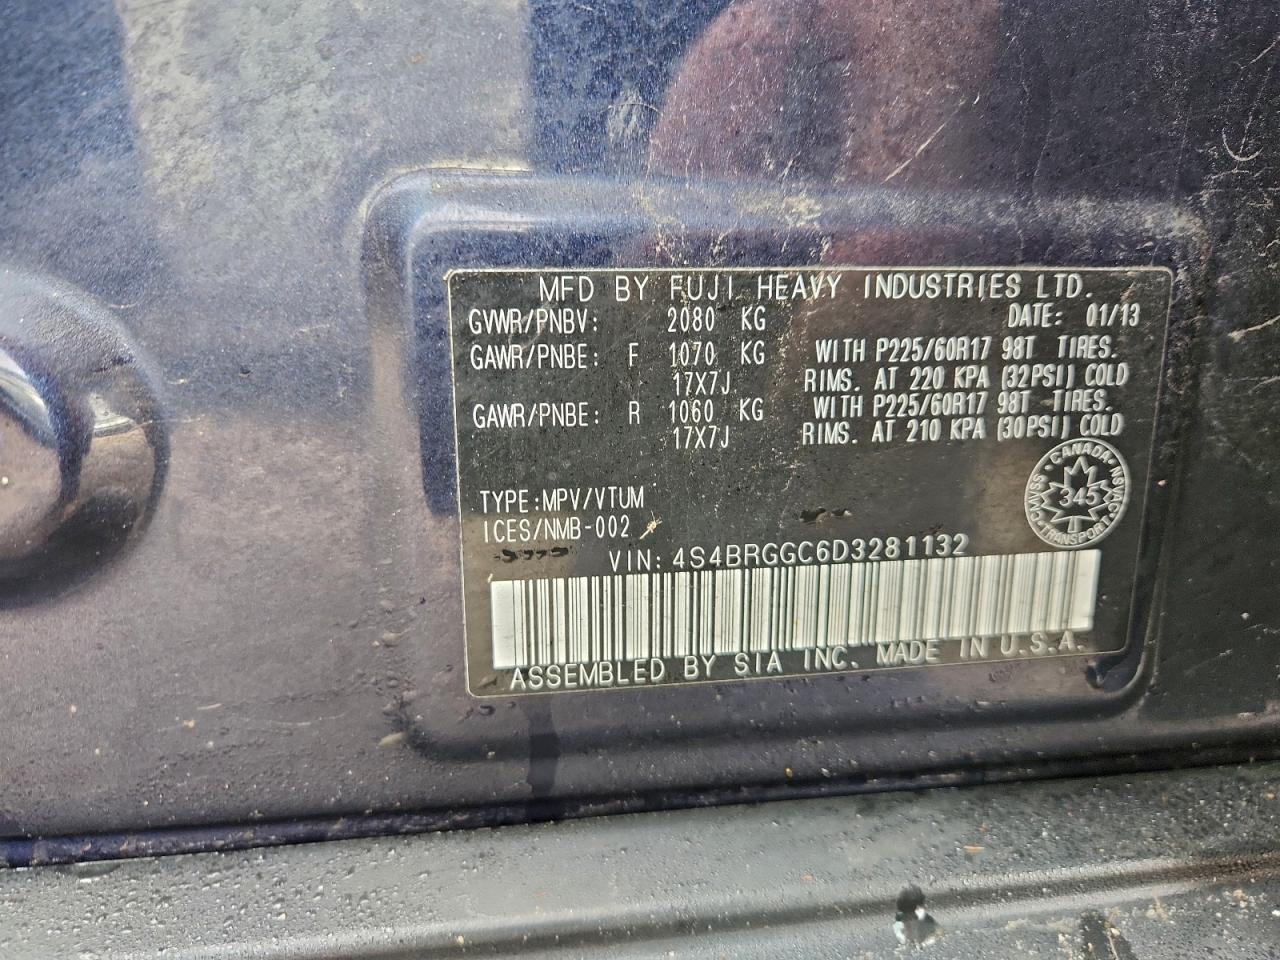 MFD BY FUJI HEAVY INDUSTRIES LTD.
GVWR/PNBV: 2080 KG DATE: 01/13
GAWR/PNBE: F 1070 KG WITH P225/60R17 98T TIRES.
17X7J RIMS. AT 220 KPA (32PSI) COLD
GAWR/PNBE: R 1060 KG WITH P225/60R17 98T TIRES.
17X7J RIMS. AT 210 KPA (30PSI) COLD
CANADA
345
TRANSPORT
CMVSS NSVAC
TYPE:MPV/VTUM
ICES/NMB-002
VIN: 4S4BRGGC6D3281132
ASSEMBLED BY SIA INC. MADE IN U.S.A.